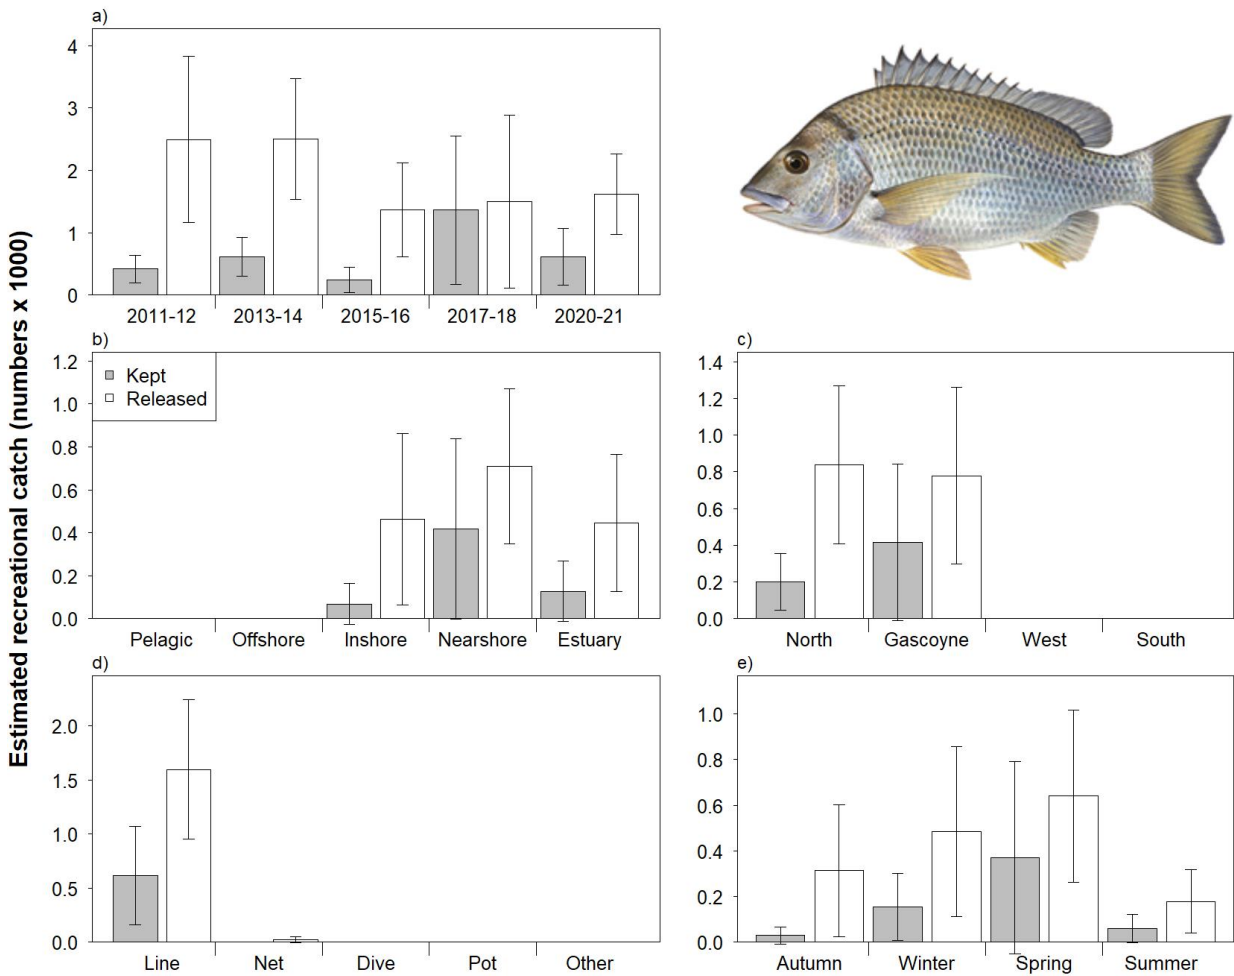 a)
4
3
2
1
0
2011-12 2013-14 2015-16 2017-18 2020-21
Estimated recreational catch (numbers x 1000)
b)
Kept
Released
1.2
1.0
0.8
0.6
0.4
0.2
0.0
Pelagic Offshore Inshore Nearshore Estuary
c)
1.4
1.2
1.0
0.8
0.6
0.4
0.2
0.0
North Gascoyne West South
d)
2.0
1.5
1.0
0.5
0.0
Line Net Dive Pot Other
e)
1.0
0.8
0.6
0.4
0.2
0.0
Autumn Winter Spring Summer